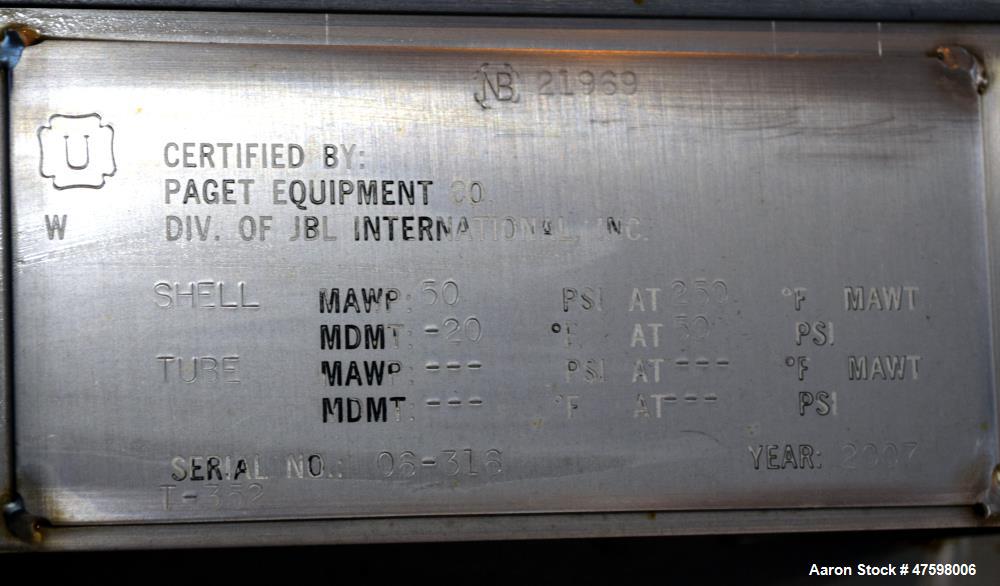 NB 21969
U
CERTIFIED BY:
PAGET EQUIPMENT CO.
W DIV. OF JBL INTERNATIONAL, INC.
SHELL MAWP: 50 PSI AT 250 °F MAWT
MDMT: -20 °F AT 50 PSI
TUBE MAWP: --- PSI AT --- °F MAWT
MDMT: --- °F AT --- PSI
SERIAL NO.: 06-318 YEAR: 2007
T-352
Aaron Stock # 47598006